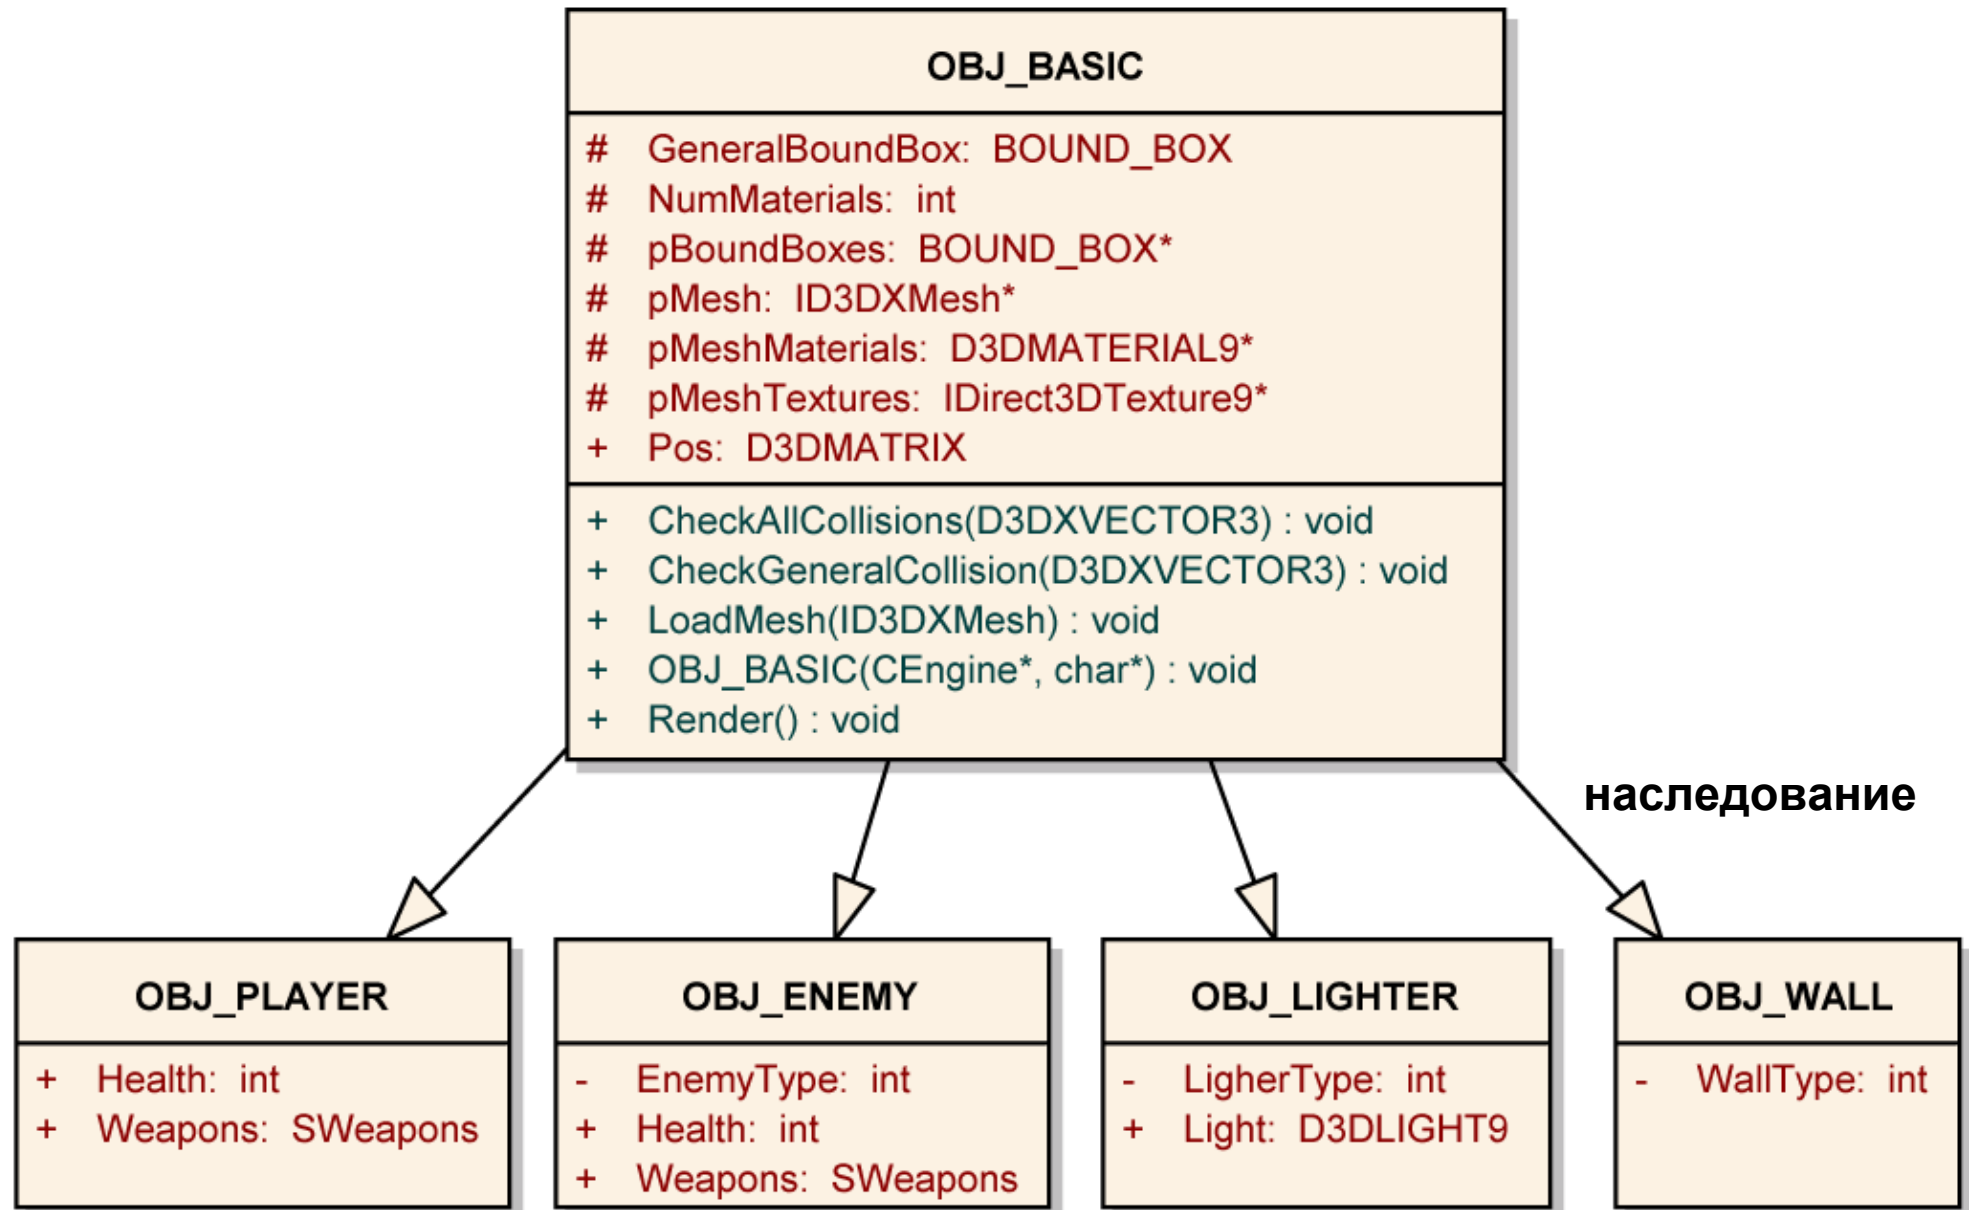 OBJ_BASIC
# GeneralBoundBox: BOUND_BOX
# NumMaterials: int
# pBoundBoxes: BOUND_BOX*
# pMesh: ID3DXMesh*
# pMeshMaterials: D3DMATERIAL9*
# pMeshTextures: IDirect3DTexture9*
+ Pos: D3DMATRIX
+ CheckAllCollisions(D3DXVECTOR3) : void
+ CheckGeneralCollision(D3DXVECTOR3) : void
+ LoadMesh(ID3DXMesh) : void
+ OBJ_BASIC(CEngine*, char*) : void
+ Render() : void
наследование
OBJ_PLAYER
+ Health: int
+ Weapons: SWeapons
OBJ_ENEMY
- EnemyType: int
+ Health: int
+ Weapons: SWeapons
OBJ_LIGHTER
- LigherType: int
+ Light: D3DLIGHT9
OBJ_WALL
- WallType: int